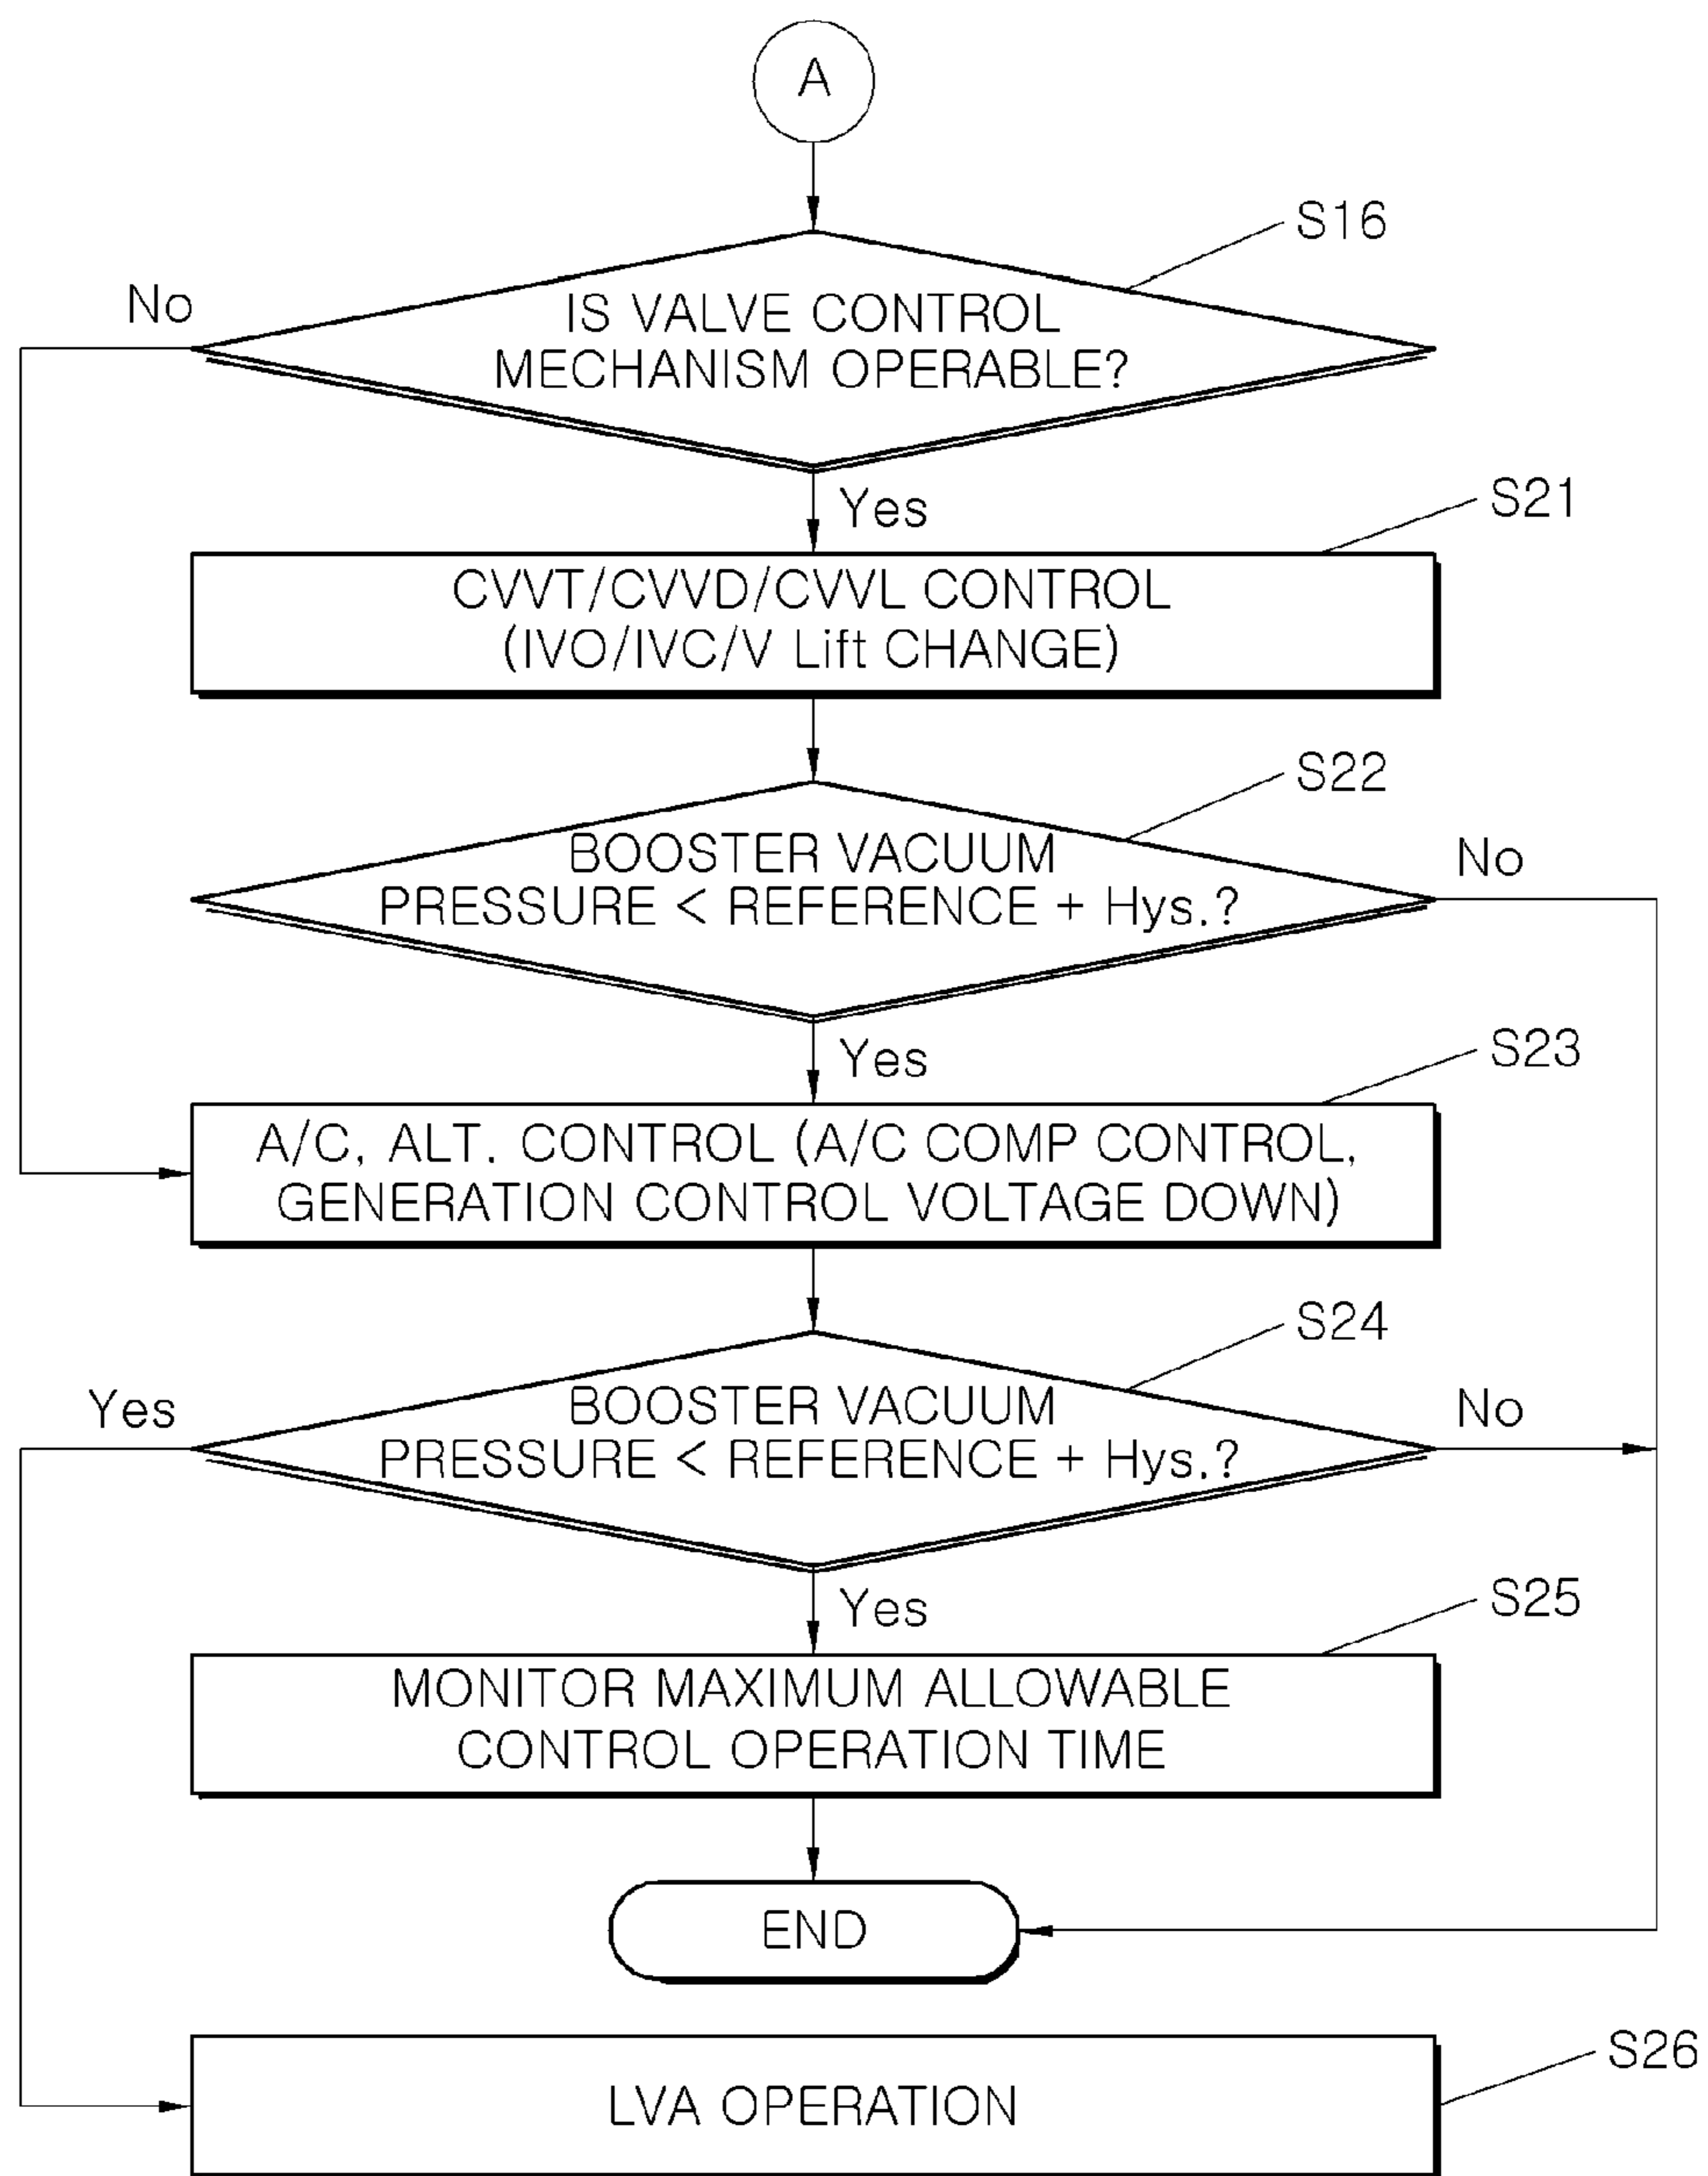 A
S16
No
IS VALVE CONTROL
MECHANISM OPERABLE?
Yes
S21
CVVT/CVVD/CVVL CONTROL
(IVO/IVC/V Lift CHANGE)
S22
BOOSTER VACUUM
PRESSURE < REFERENCE + Hys.?
No
Yes
S23
A/C, ALT. CONTROL (A/C COMP CONTROL,
GENERATION CONTROL VOLTAGE DOWN)
S24
Yes
BOOSTER VACUUM
PRESSURE < REFERENCE + Hys.?
No
Yes
S25
MONITOR MAXIMUM ALLOWABLE
CONTROL OPERATION TIME
END
S26
LVA OPERATION